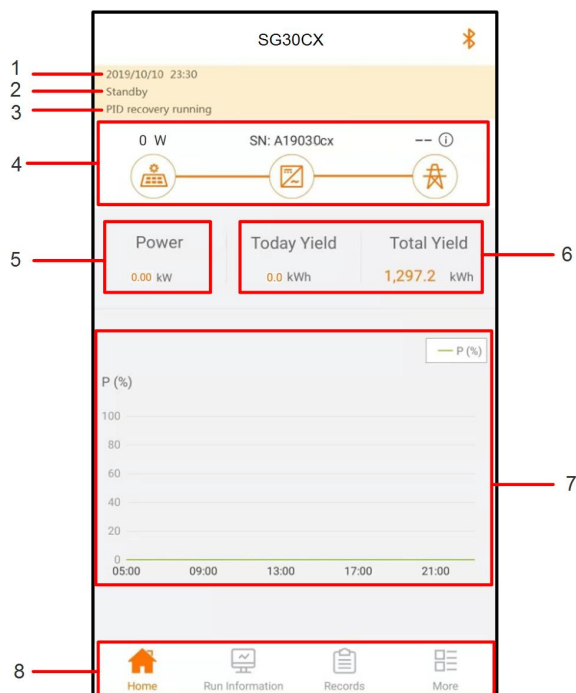 SG30CX
1 2019/10/10 23:30
2 Standby
3 PID recovery running
4 0 W SN: A19030cx --
5 Power Today Yield Total Yield 6
0.00 kW 0.0 kWh 1,297.2 kWh
P (%)
P (%)
100
80
60
7
40
20
0
05:00 09:00 13:00 17:00 21:00
8
Home Run Information Records More